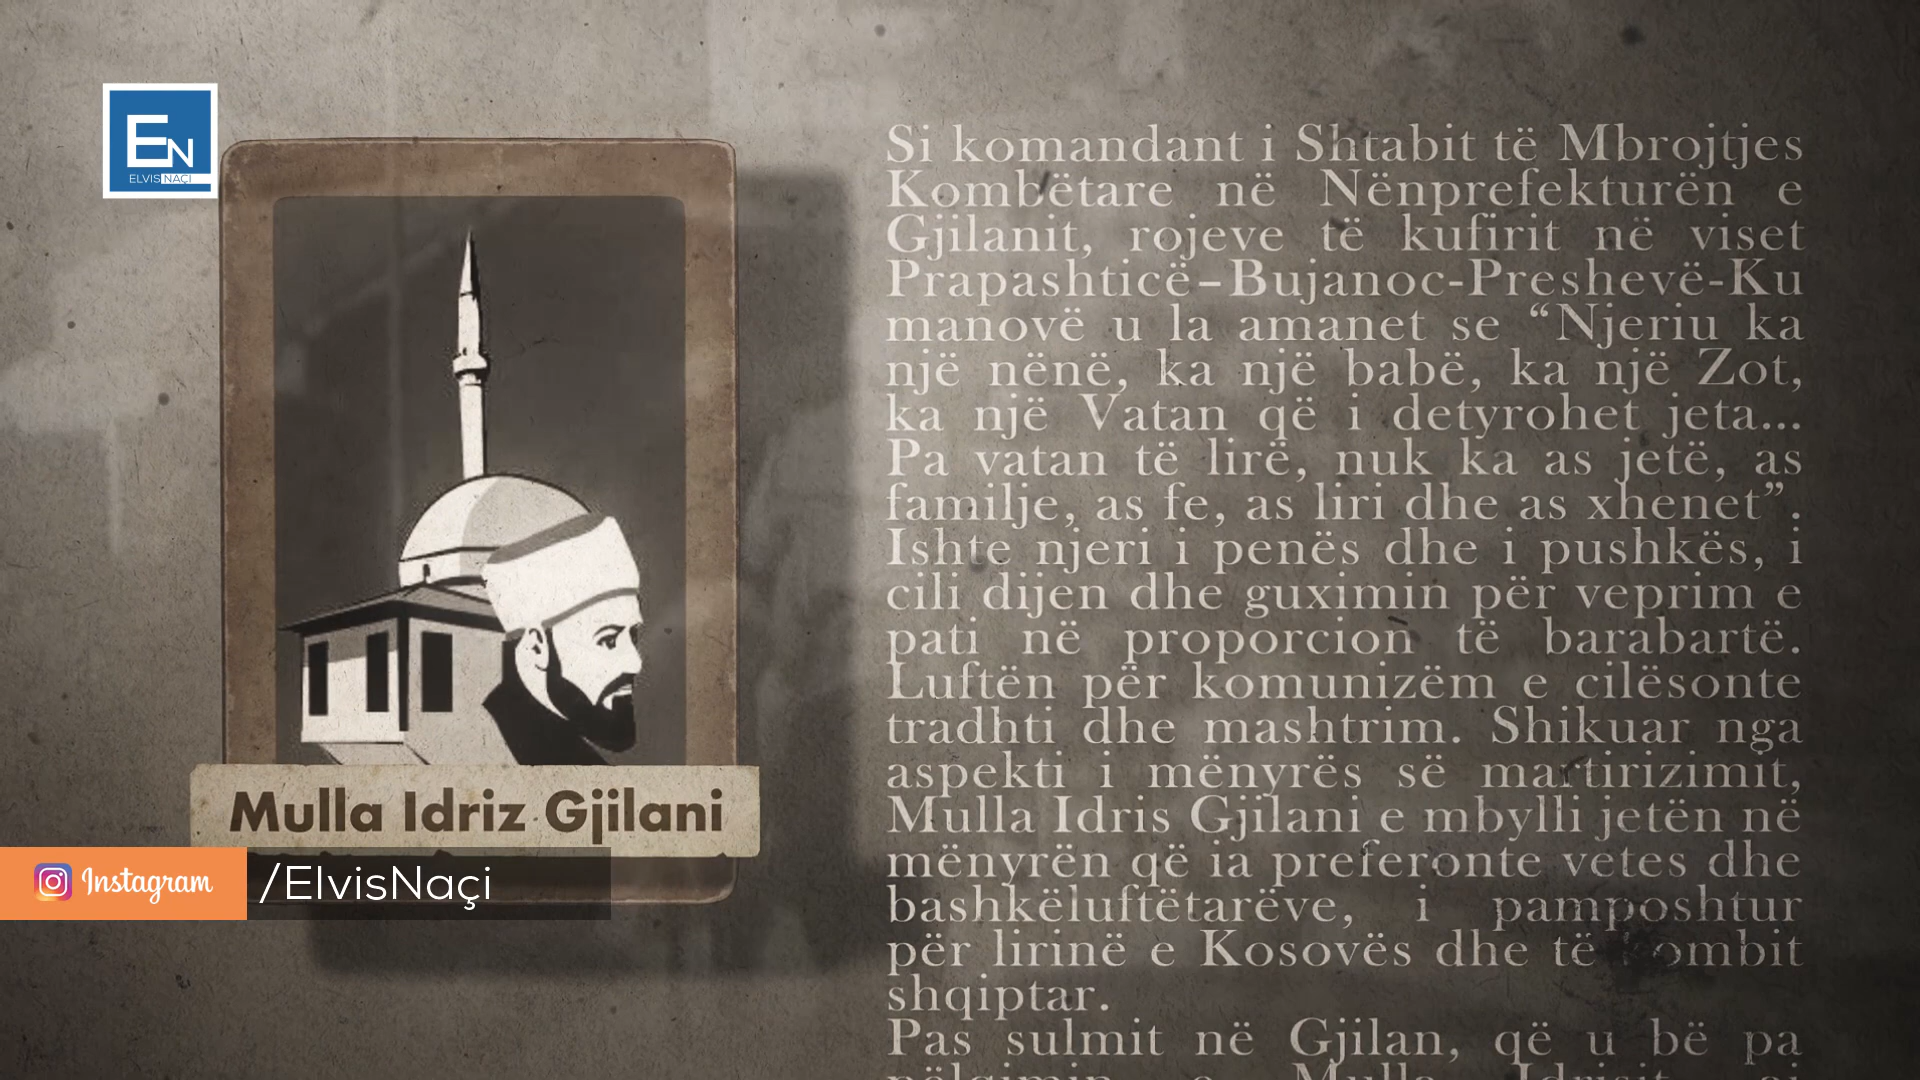 EN
ELVIS NAÇI
Si komandant i Shtabit të Mbrojtjes
Kombëtare në Nënprefekturën e
Gjilanit, rojeve të kufirit në viset
Prapashticë–Bujanoc-Preshevë-Ku
manovë u la amanet se “Njeriu ka
një nënë, ka një babë, ka një Zot,
ka një Vatan që i detyrohet jeta...
Pa vatan të lirë, nuk ka as jetë, as
familje, as fe, as liri dhe as xhenet”.
Ishte njeri i penës dhe i pushkës, i
cili dijen dhe guximin për veprim e
pati në proporcion të barabartë.
Luftën për komunizëm e cilësonte
tradhti dhe mashtrim. Shikuar nga
aspekti i mënyrës së martirizimit,
Mulla Idris Gjilani e mbylli jetën në
mënyrën që ia preferonte vetes dhe
bashkëluftëtarëve, i pamposhtur
për lirinë e Kosovës dhe të kombit
shqiptar.
Pas sulmit në Gjilan, që u bë pa
Mulla Idriz Gjilani
Instagram /ElvisNaçi